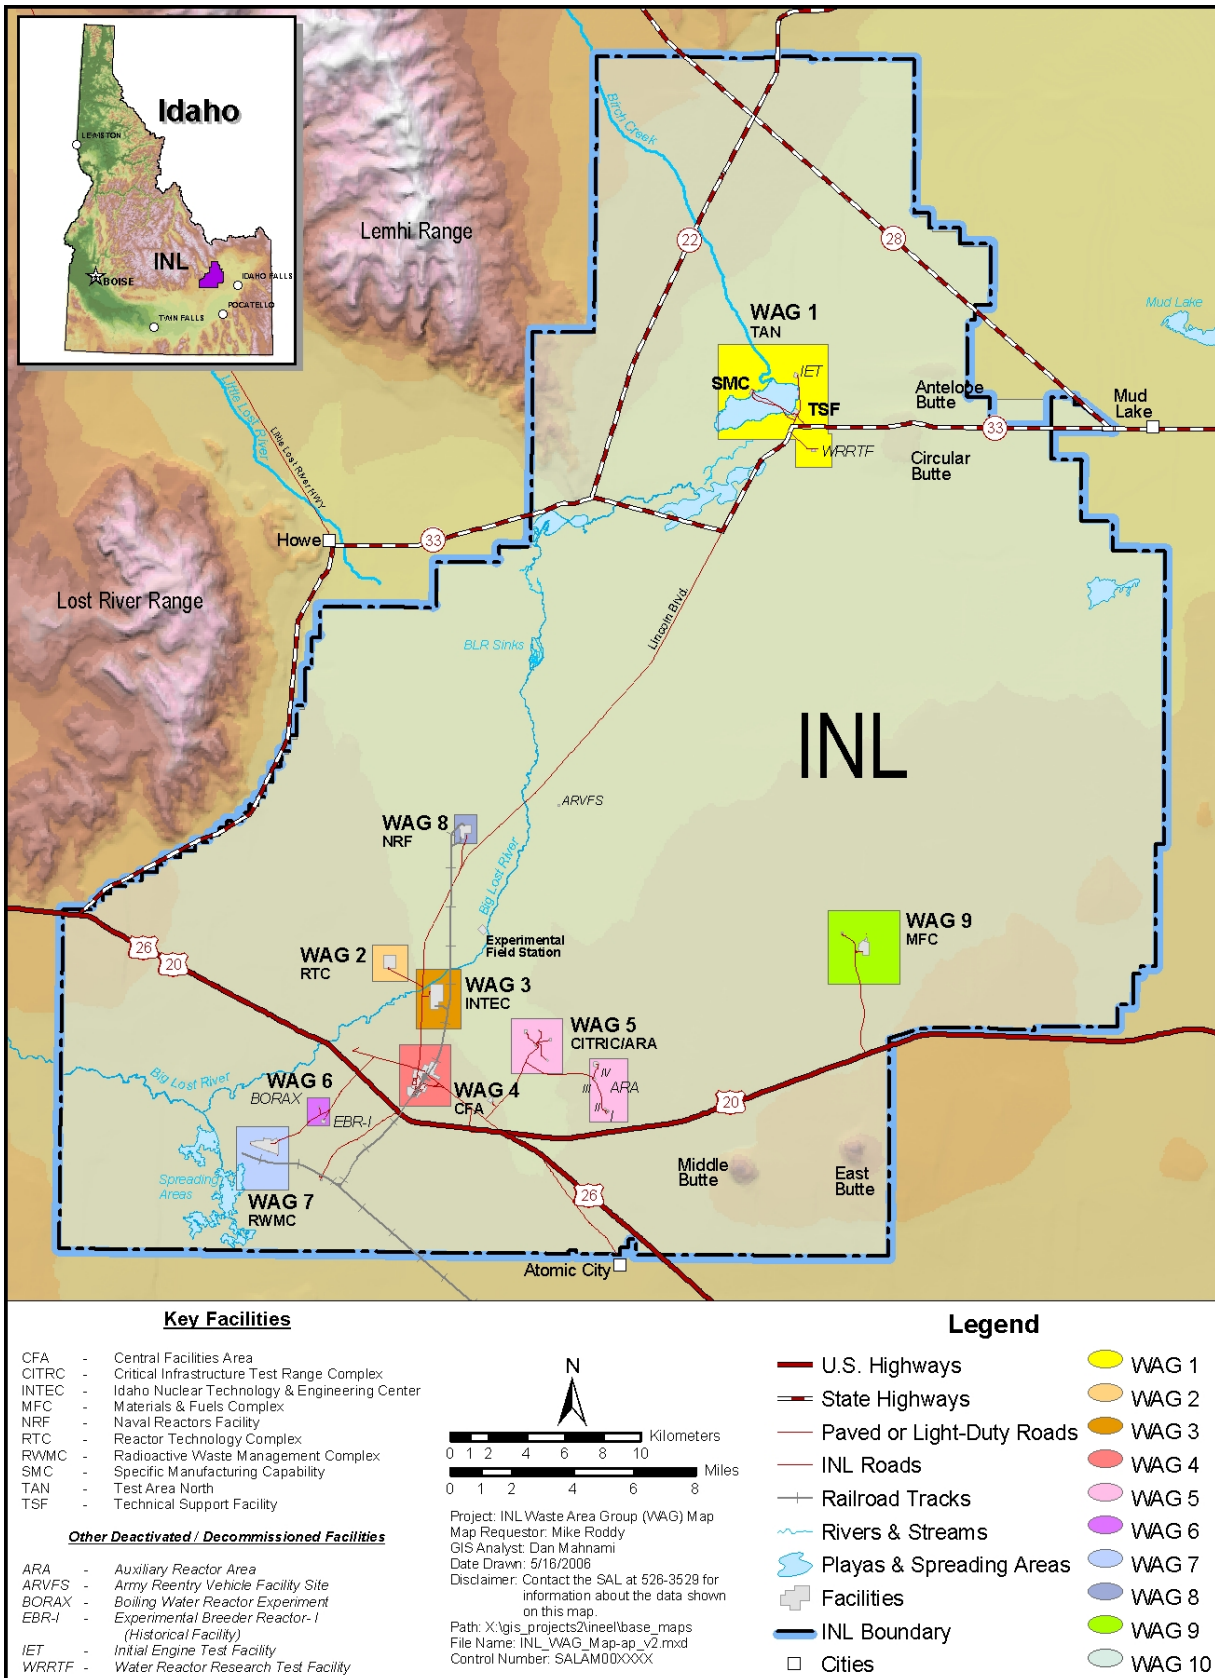 Idaho
LEWISTON
INL
BOISE
IDAHO FALLS
POCATELLO
TWIN FALLS
Lemhi Range
Birch Creek
22
28
Mud Lake
WAG 1
TAN
SMC
IET
TSF
WRRTF
Antelope
Butte
Mud
Lake
33
Circular
Butte
Little Lost River
Little Lost River HWY
Howe
33
Lost River Range
BLR Sinks
Lincoln Blvd.
INL
ARVFS
WAG 8
NRF
Big Lost River
Experimental
Field Station
26
20
WAG 2
RTC
WAG 3
INTEC
WAG 9
MFC
WAG 5
CITRIC/ARA
IV
III
ARA
II
I
Big Lost River
WAG 6
BORAX
EBR-I
WAG 4
CFA
20
Spreading
Areas
WAG 7
RWMC
Middle
Butte
East
Butte
26
Atomic City
Key Facilities
CFA - Central Facilities Area
CITRC - Critical Infrastructure Test Range Complex
INTEC - Idaho Nuclear Technology & Engineering Center
MFC - Materials & Fuels Complex
NRF - Naval Reactors Facility
RTC - Reactor Technology Complex
RWMC - Radioactive Waste Management Complex
SMC - Specific Manufacturing Capability
TAN - Test Area North
TSF - Technical Support Facility
Other Deactivated / Decommissioned Facilities
ARA - Auxiliary Reactor Area
ARVFS - Army Reentry Vehicle Facility Site
BORAX - Boiling Water Reactor Experiment
EBR-I - Experimental Breeder Reactor- I
(Historical Facility)
IET - Initial Engine Test Facility
WRRTF - Water Reactor Research Test Facility
N
Kilometers
0 1 2 4 6 8 10
Miles
0 1 2 4 6 8
Project: INL Waste Area Group (WAG) Map
Map Requestor: Mike Roddy
GIS Analyst: Dan Mahnami
Date Drawn: 5/16/2006
Disclaimer: Contact the SAL at 526-3529 for
information about the data shown
on this map.
Path: X:\gis_projects2\ineel\base_maps
File Name: INL_WAG_Map-ap_v2.mxd
Control Number: SALAM00XXXX
Legend
U.S. Highways
State Highways
Paved or Light-Duty Roads
INL Roads
Railroad Tracks
Rivers & Streams
Playas & Spreading Areas
Facilities
INL Boundary
Cities
WAG 1
WAG 2
WAG 3
WAG 4
WAG 5
WAG 6
WAG 7
WAG 8
WAG 9
WAG 10